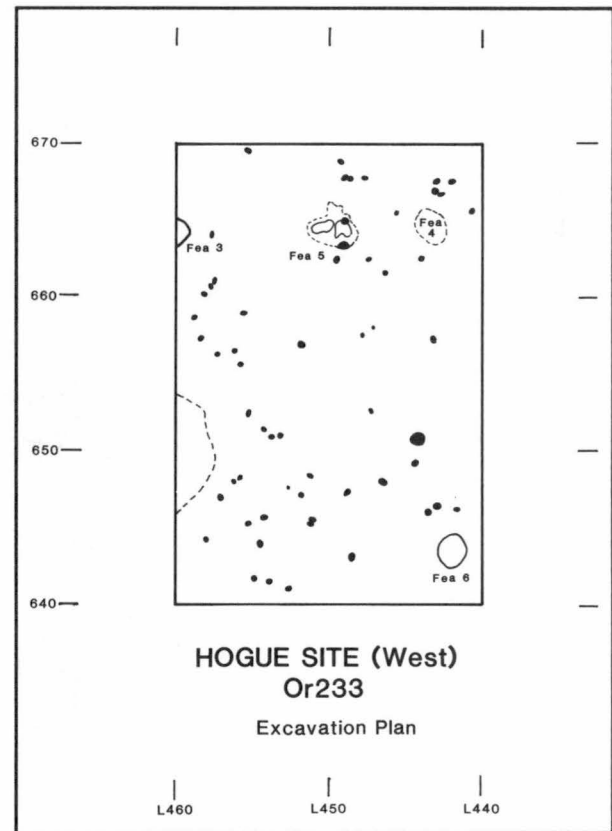 670
Fea 3
Fea 5
Fea
4
660
650
640
Fea 6
HOGUE SITE (West)
Or233
Excavation Plan
L460
L450
L440